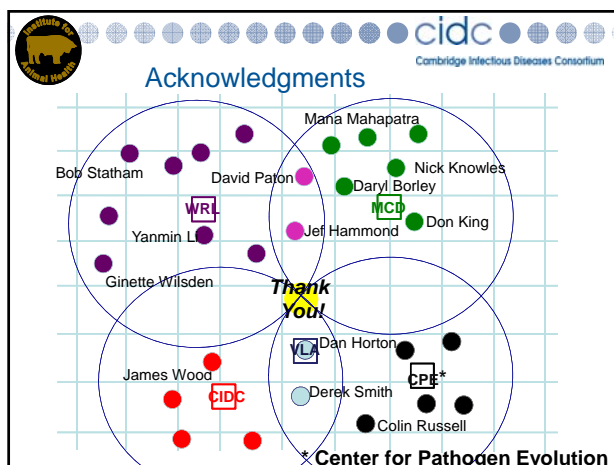 Institute for
Animal Health
cidc
Cambridge Infectious Diseases Consortium
Acknowledgments
Mana Mahapatra
Bob Statham
David Paton
Nick Knowles
Daryl Borley
WRL
MCD
Yanmin Li
Jef Hammond
Don King
Ginette Wilsden
Thank
You!
VLA
Dan Horton
James Wood
CPE*
CIDC
Derek Smith
Colin Russell
* Center for Pathogen Evolution